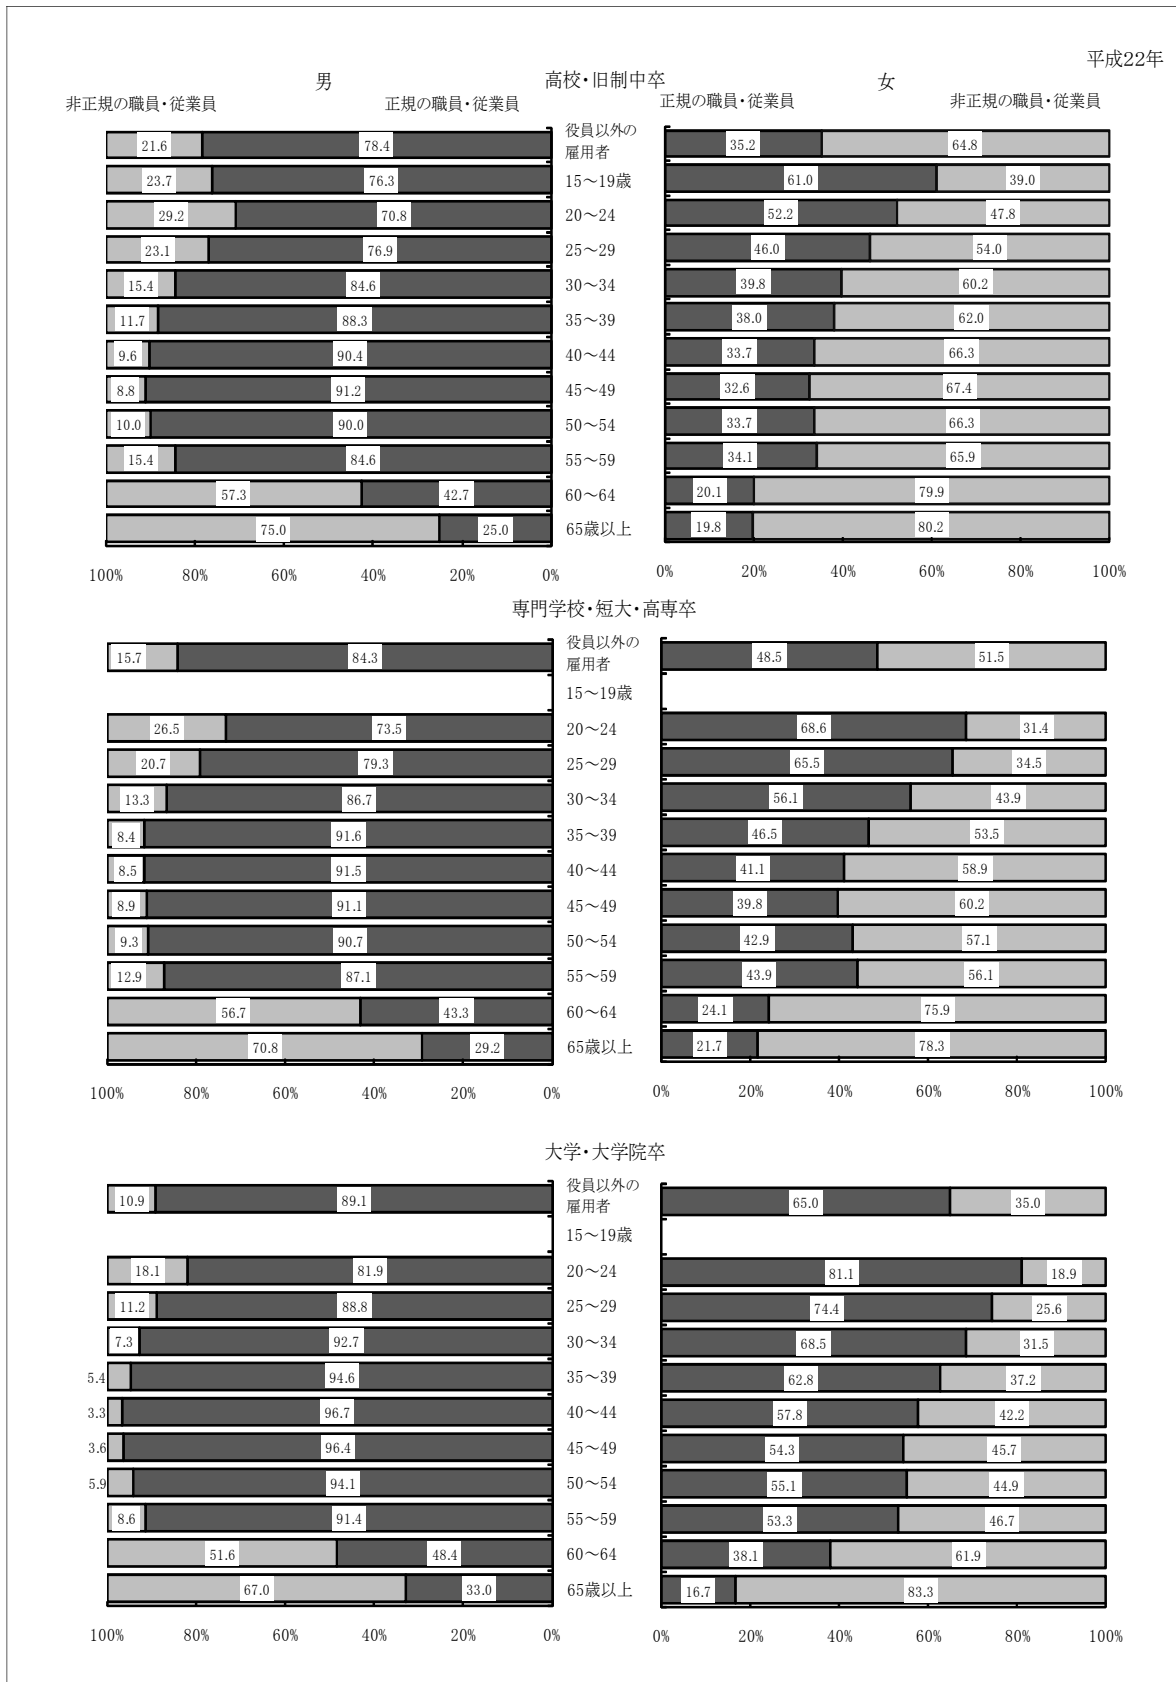 平成22年
男 高校・旧制中卒 女
非正規の職員・従業員 正規の職員・従業員 正規の職員・従業員 非正規の職員・従業員
21.6 78.4 役員以外の雇用者 35.2 64.8
23.7 76.3 15～19歳 61.0 39.0
29.2 70.8 20～24 52.2 47.8
23.1 76.9 25～29 46.0 54.0
15.4 84.6 30～34 39.8 60.2
11.7 88.3 35～39 38.0 62.0
9.6 90.4 40～44 33.7 66.3
8.8 91.2 45～49 32.6 67.4
10.0 90.0 50～54 33.7 66.3
15.4 84.6 55～59 34.1 65.9
57.3 42.7 60～64 20.1 79.9
75.0 25.0 65歳以上 19.8 80.2
100% 80% 60% 40% 20% 0% 0% 20% 40% 60% 80% 100%
専門学校・短大・高専卒
15.7 84.3 役員以外の雇用者 48.5 51.5
15～19歳
26.5 73.5 20～24 68.6 31.4
20.7 79.3 25～29 65.5 34.5
13.3 86.7 30～34 56.1 43.9
8.4 91.6 35～39 46.5 53.5
8.5 91.5 40～44 41.1 58.9
8.9 91.1 45～49 39.8 60.2
9.3 90.7 50～54 42.9 57.1
12.9 87.1 55～59 43.9 56.1
56.7 43.3 60～64 24.1 75.9
70.8 29.2 65歳以上 21.7 78.3
100% 80% 60% 40% 20% 0% 0% 20% 40% 60% 80% 100%
大学・大学院卒
10.9 89.1 役員以外の雇用者 65.0 35.0
15～19歳
18.1 81.9 20～24 81.1 18.9
11.2 88.8 25～29 74.4 25.6
7.3 92.7 30～34 68.5 31.5
5.4 94.6 35～39 62.8 37.2
3.3 96.7 40～44 57.8 42.2
3.6 96.4 45～49 54.3 45.7
5.9 94.1 50～54 55.1 44.9
8.6 91.4 55～59 53.3 46.7
51.6 48.4 60～64 38.1 61.9
67.0 33.0 65歳以上 16.7 83.3
100% 80% 60% 40% 20% 0% 0% 20% 40% 60% 80% 100%